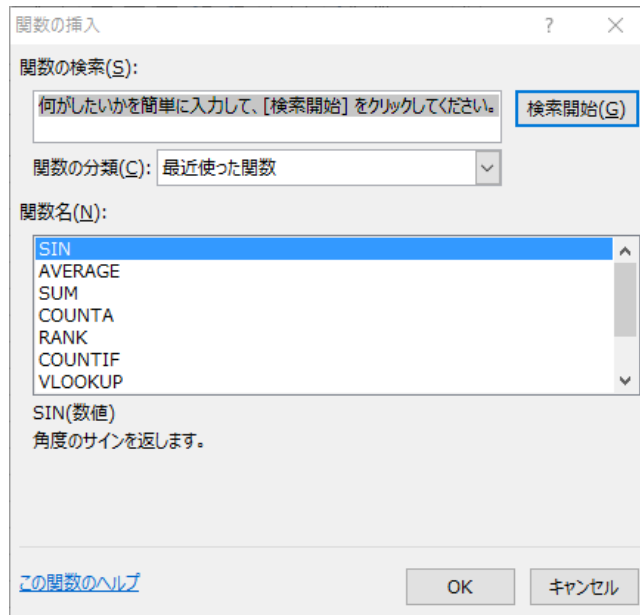 関数の挿入 ?
関数の検索(S):
何がしたいかを簡単に入力して、[検索開始] をクリックしてください。 検索開始(G)
関数の分類(C): 最近使った関数
関数名(N):
SIN
AVERAGE
SUM
COUNTA
RANK
COUNTIF
VLOOKUP
SIN(数値)
角度のサインを返します。
この関数のヘルプ OK キャンセル